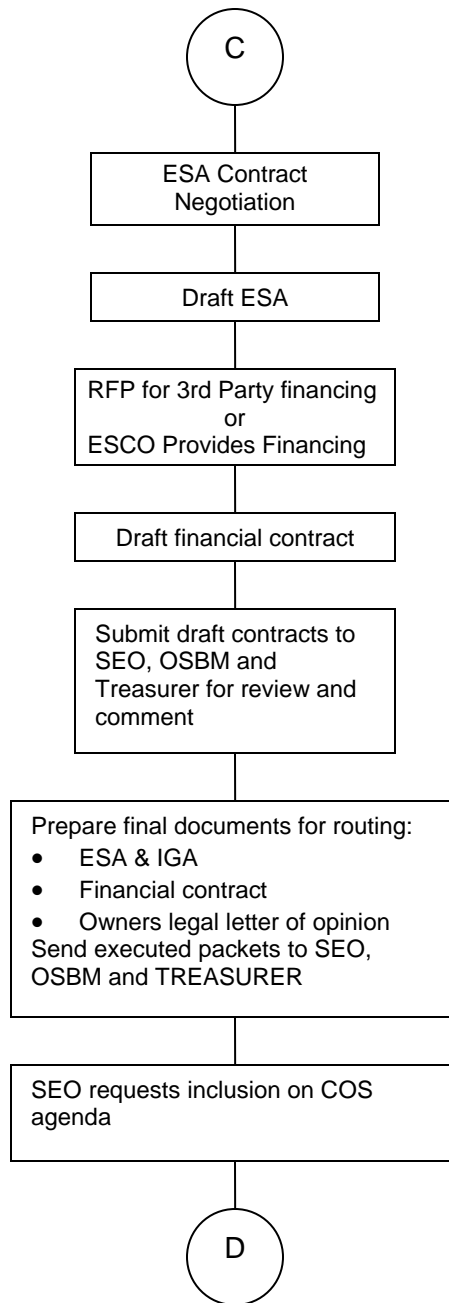 C
ESA Contract
Negotiation
Draft ESA
RFP for 3rd Party financing
or
ESCO Provides Financing
Draft financial contract
Submit draft contracts to
SEO, OSBM and
Treasurer for review and
comment
Prepare final documents for routing:
• ESA & IGA
• Financial contract
• Owners legal letter of opinion
Send executed packets to SEO,
OSBM and TREASURER
SEO requests inclusion on COS
agenda
D